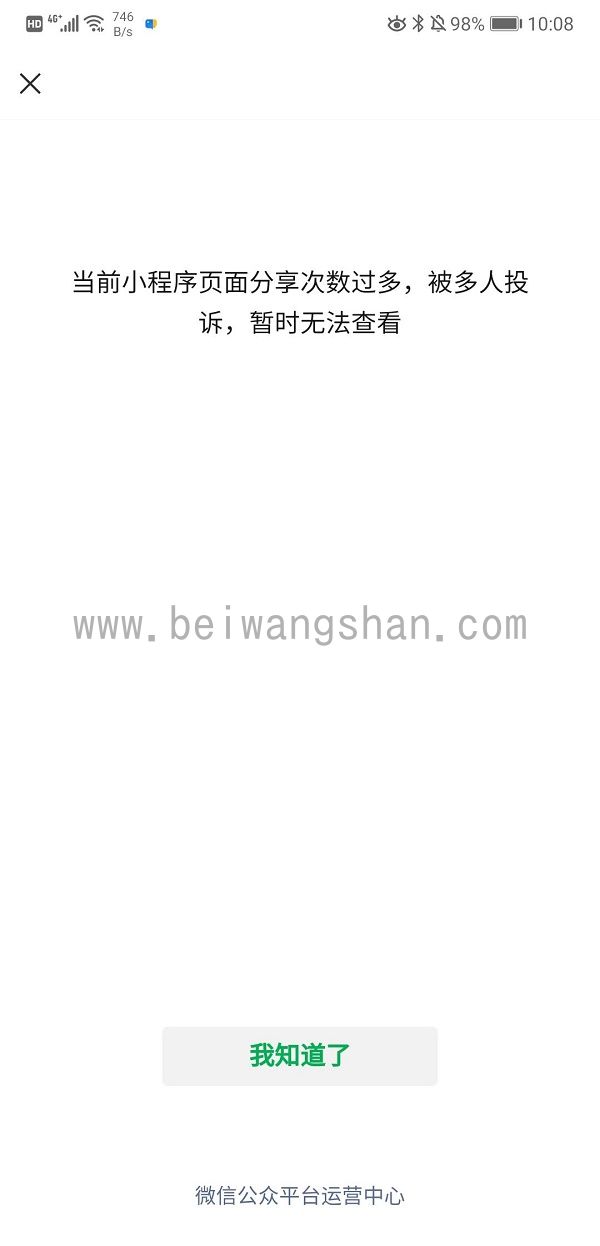 HD 4G+ 746 B/s 98% 10:08
当前小程序页面分享次数过多，被多人投
诉，暂时无法查看
www.beiwangshan.com
我知道了
微信公众平台运营中心